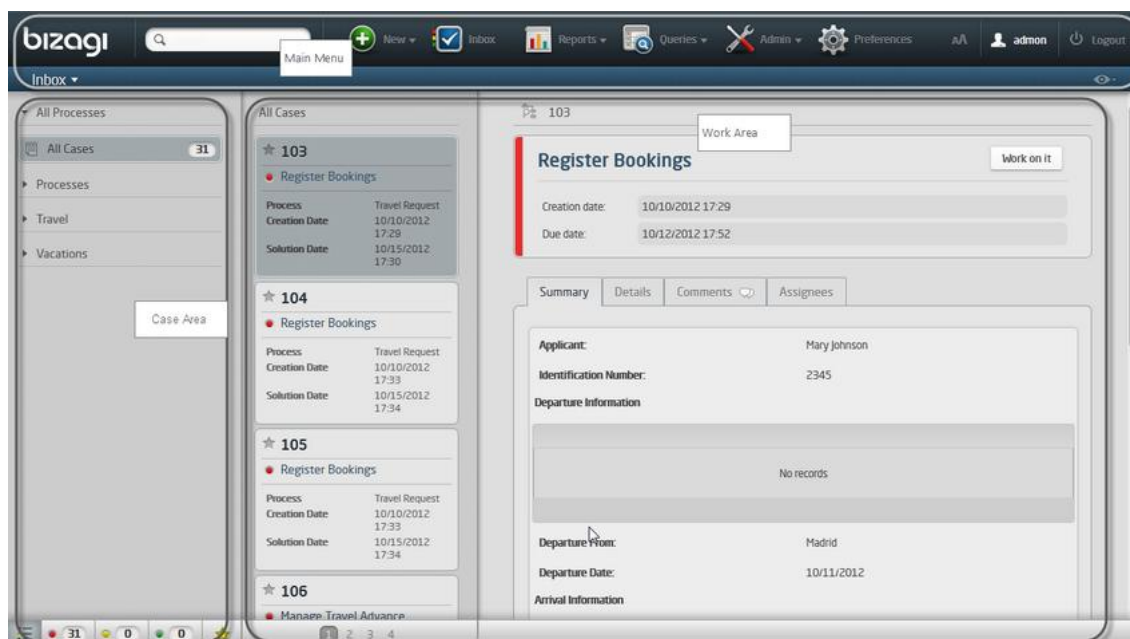 bizagi
New
Inbox
Reports
Queries
Admin
Preferences
AA
admon
Logout
Main Menu
Inbox
All Processes
All Cases 31
Processes
Travel
Vacations
Case Area
All Cases
103
Register Bookings
Process Travel Request
Creation Date 10/10/2012
17:29
Solution Date 10/15/2012
17:30
104
Register Bookings
Process Travel Request
Creation Date 10/10/2012
17:33
Solution Date 10/15/2012
17:34
105
Register Bookings
Process Travel Request
Creation Date 10/10/2012
17:33
Solution Date 10/15/2012
17:34
106
Manage Travel Advance
103
Work Area
Register Bookings
Work on it
Creation date: 10/10/2012 17:29
Due date: 10/12/2012 17:52
Summary Details Comments Assignees
Applicant: Mary Johnson
Identification Number: 2345
Departure Information
No records
Departure From: Madrid
Departure Date: 10/11/2012
Arrival Information
31 0 0
1 2 3 4